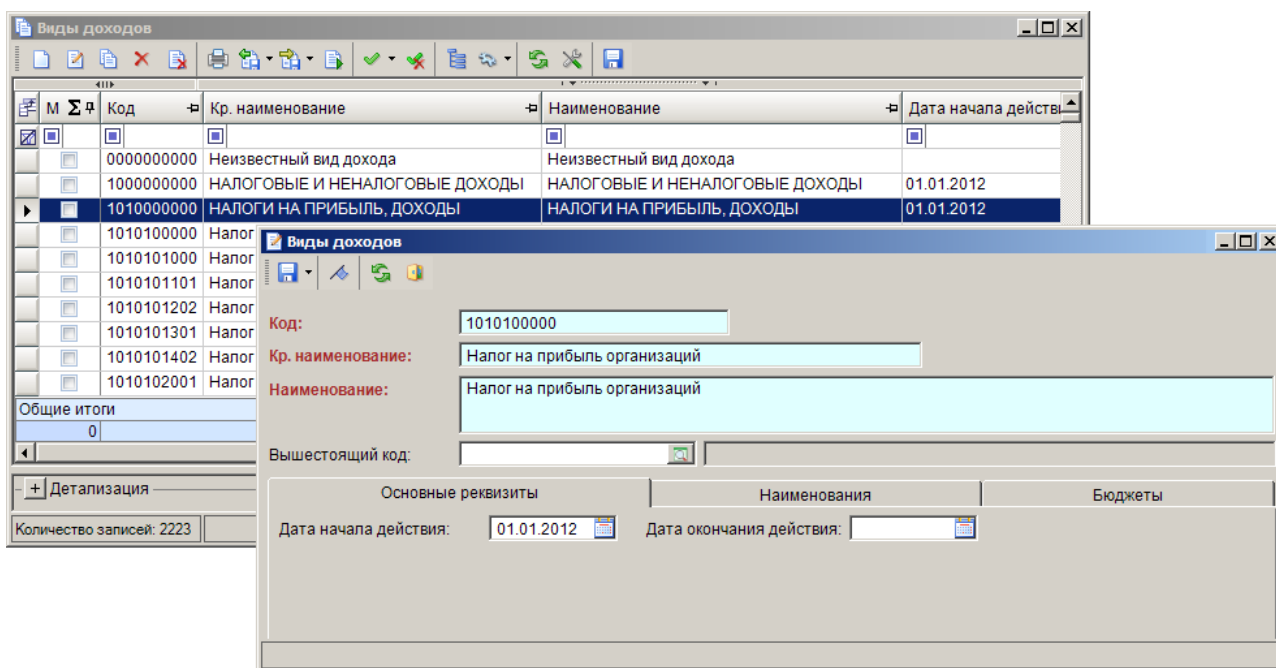 Виды доходов
М Σ Код Кр. наименование Наименование Дата начала действи
0000000000 Неизвестный вид дохода Неизвестный вид дохода
1000000000 НАЛОГОВЫЕ И НЕНАЛОГОВЫЕ ДОХОДЫ НАЛОГОВЫЕ И НЕНАЛОГОВЫЕ ДОХОДЫ 01.01.2012
1010000000 НАЛОГИ НА ПРИБЫЛЬ, ДОХОДЫ НАЛОГИ НА ПРИБЫЛЬ, ДОХОДЫ 01.01.2012
1010100000 Налог
1010101000 Налог
1010101101 Налог
1010101202 Налог
1010101301 Налог
1010101402 Налог
1010102001 Налог
Общие итоги
0
+ Детализация
Количество записей: 2223
Виды доходов
Код: 1010100000
Кр. наименование: Налог на прибыль организаций
Наименование: Налог на прибыль организаций
Вышестоящий код:
Основные реквизиты Наименования Бюджеты
Дата начала действия: 01.01.2012 Дата окончания действия: